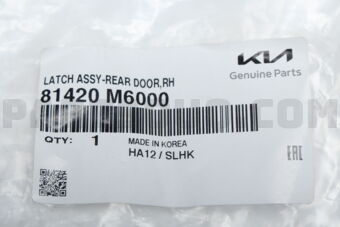 LATCH ASSY-REAR DOOR,RH
KIA
81420 M6000
Genuine Parts
QTY: 1
MADE IN KOREA
HA12 / SLHK
EAC